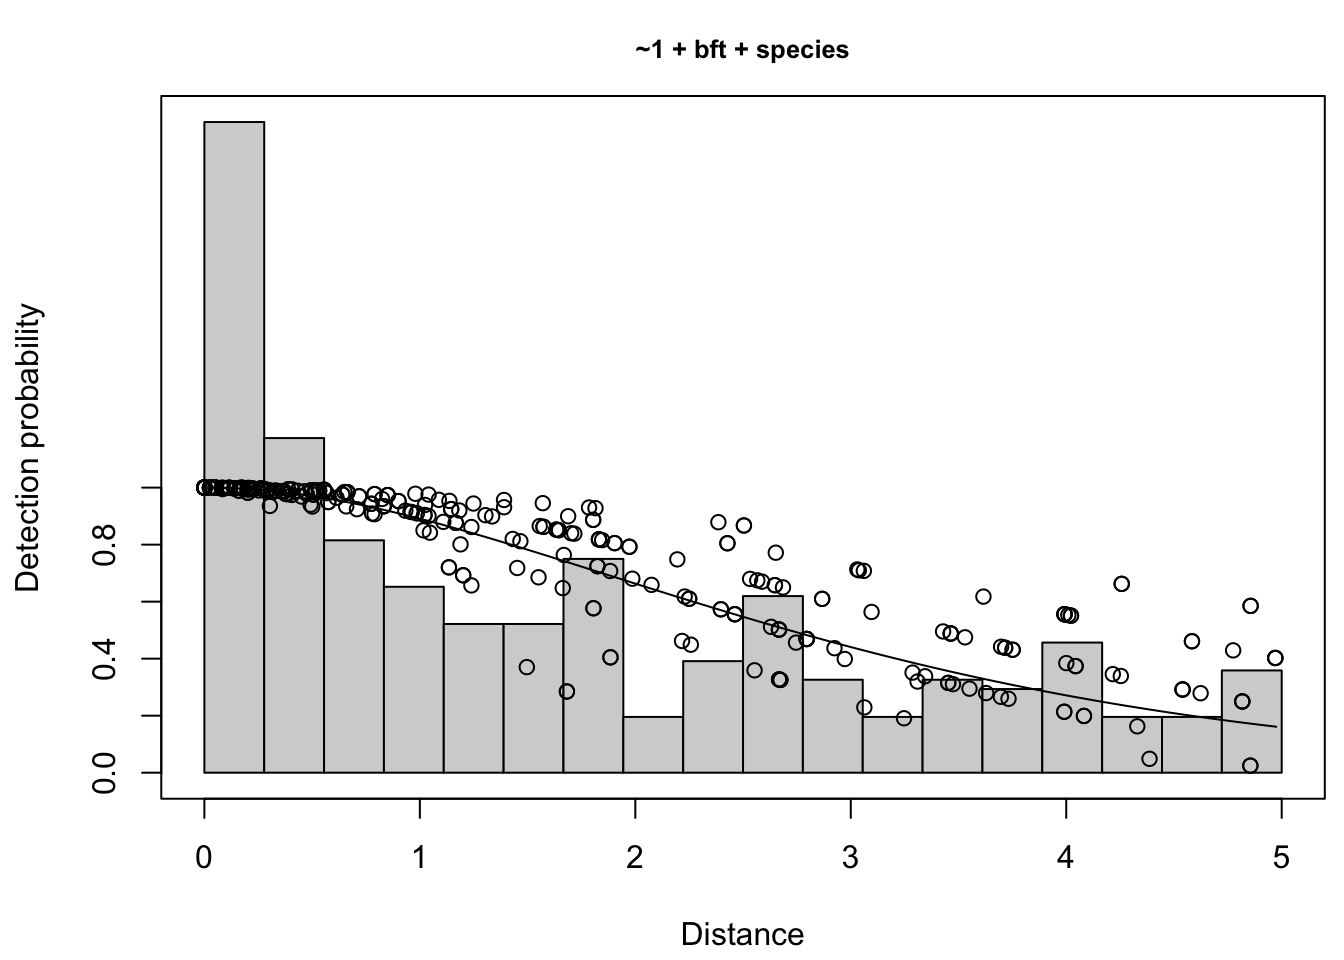 ~1 + bft + species
Detection probability
0.8
0.4
0.0
0 1 2 3 4 5
Distance